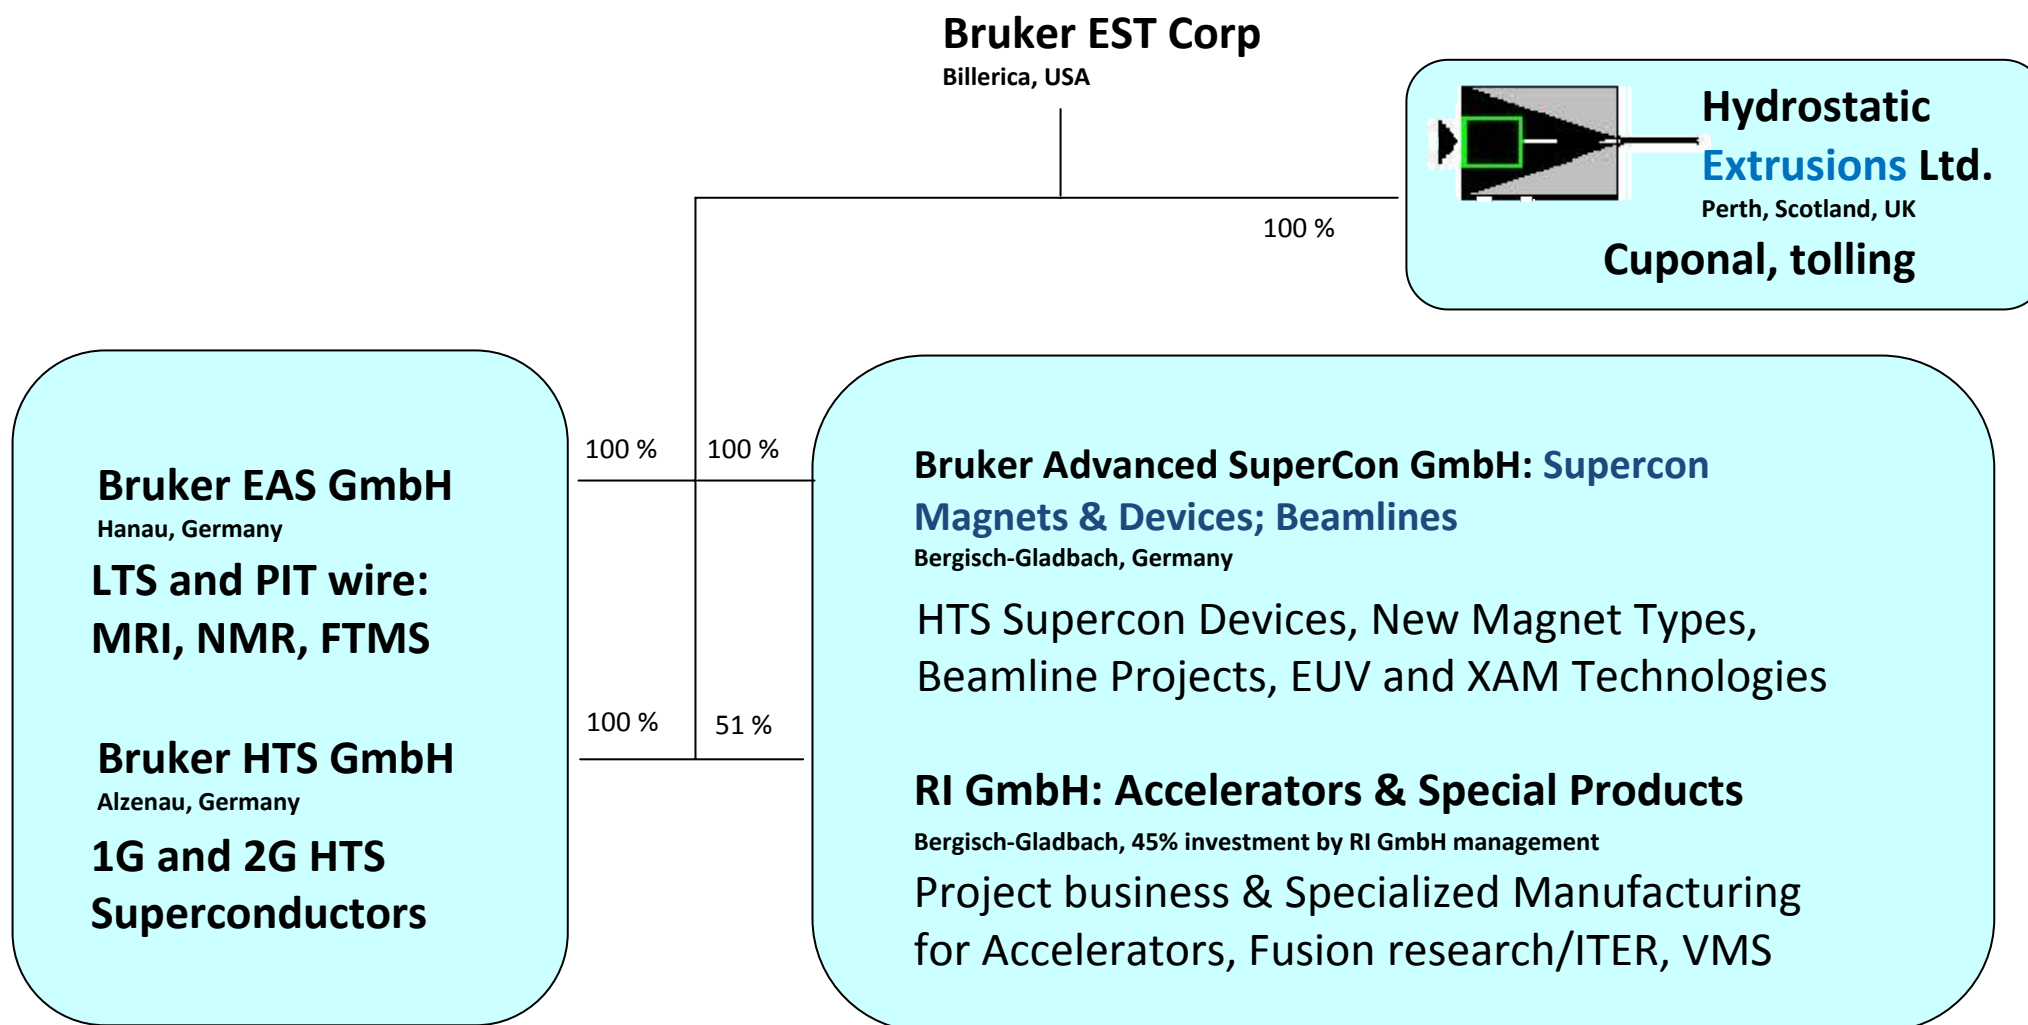 Bruker EST Corp
Billerica, USA
Hydrostatic
Extrusions Ltd.
Perth, Scotland, UK
Cuponal, tolling
100 %
100 %
100 %
Bruker EAS GmbH
Hanau, Germany
LTS and PIT wire:
MRI, NMR, FTMS
100 %
51 %
Bruker HTS GmbH
Alzenau, Germany
1G and 2G HTS
Superconductors
Bruker Advanced SuperCon GmbH: Supercon
Magnets & Devices; Beamlines
Bergisch-Gladbach, Germany
HTS Supercon Devices, New Magnet Types,
Beamline Projects, EUV and XAM Technologies
RI GmbH: Accelerators & Special Products
Bergisch-Gladbach, 45% investment by RI GmbH management
Project business & Specialized Manufacturing
for Accelerators, Fusion research/ITER, VMS